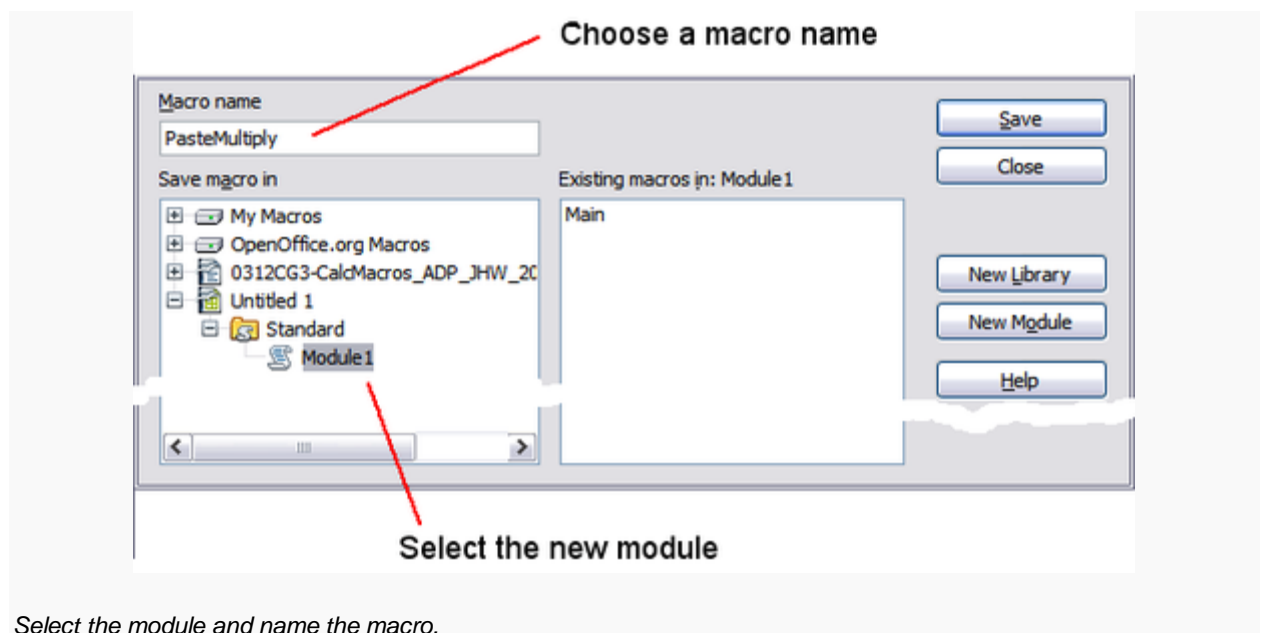 Choose a macro name
Macro name
PasteMultiply
Save macro in
My Macros
OpenOffice.org Macros
0312CG3-CalcMacros_ADP_JHW_20
Untitled 1
Standard
Module1
Existing macros in: Module1
Main
Save
Close
New Library
New Module
Help
Select the new module
Select the module and name the macro.